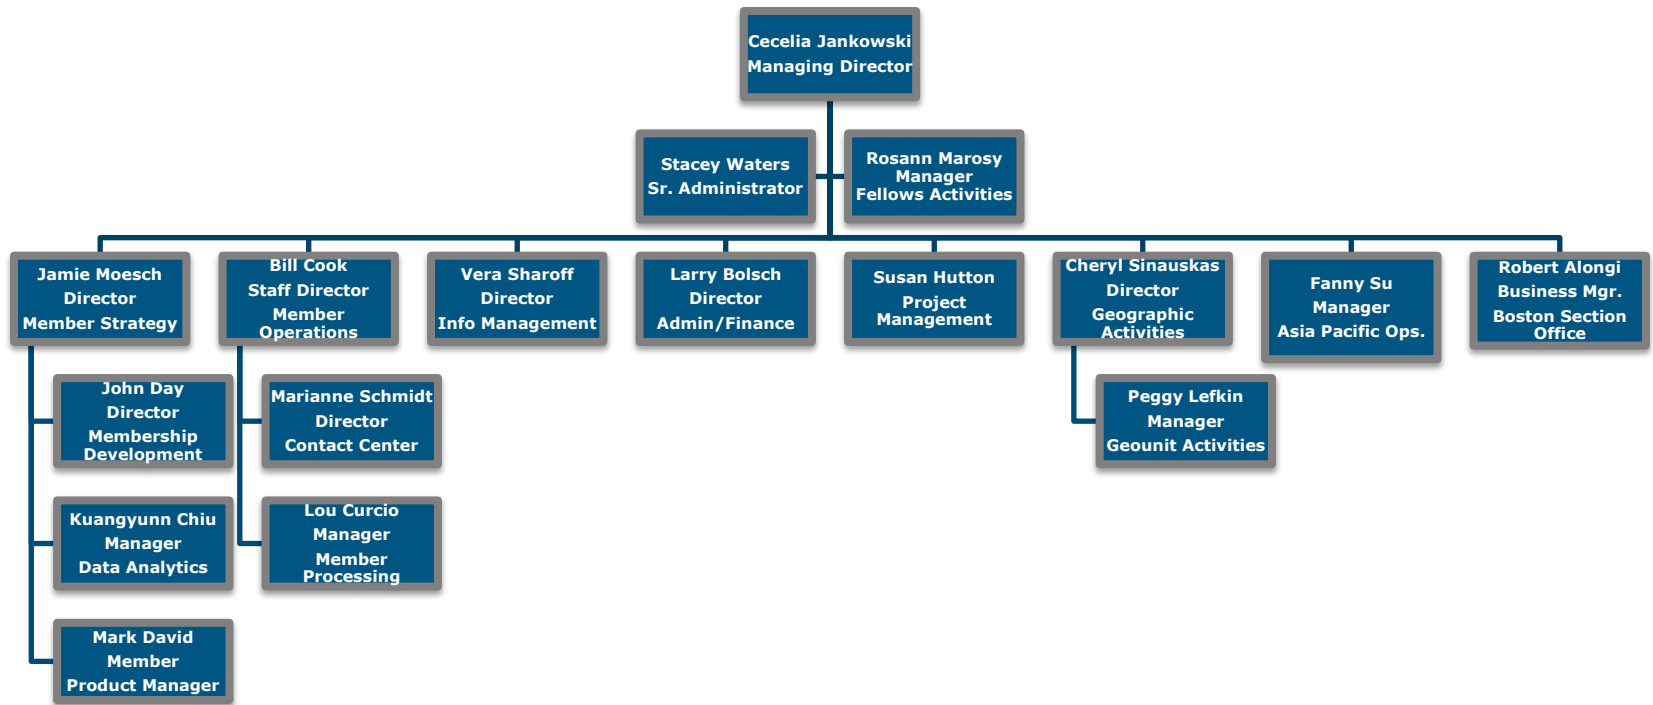 Cecelia Jankowski
Managing Director
Stacey Waters
Sr. Administrator
Rosann Marosy
Manager
Fellows Activities
Jamie Moesch
Director
Member Strategy
Bill Cook
Staff Director
Member
Operations
Vera Sharoff
Director
Info Management
Larry Bolsch
Director
Admin/Finance
Susan Hutton
Project
Management
Cheryl Sinauskas
Director
Geographic
Activities
Fanny Su
Manager
Asia Pacific Ops.
Robert Alongi
Business Mgr.
Boston Section
Office
John Day
Director
Membership
Development
Marianne Schmidt
Director
Contact Center
Peggy Lefkin
Manager
Geounit Activities
Kuangyunn Chiu
Manager
Data Analytics
Lou Curcio
Manager
Member
Processing
Mark David
Member
Product Manager